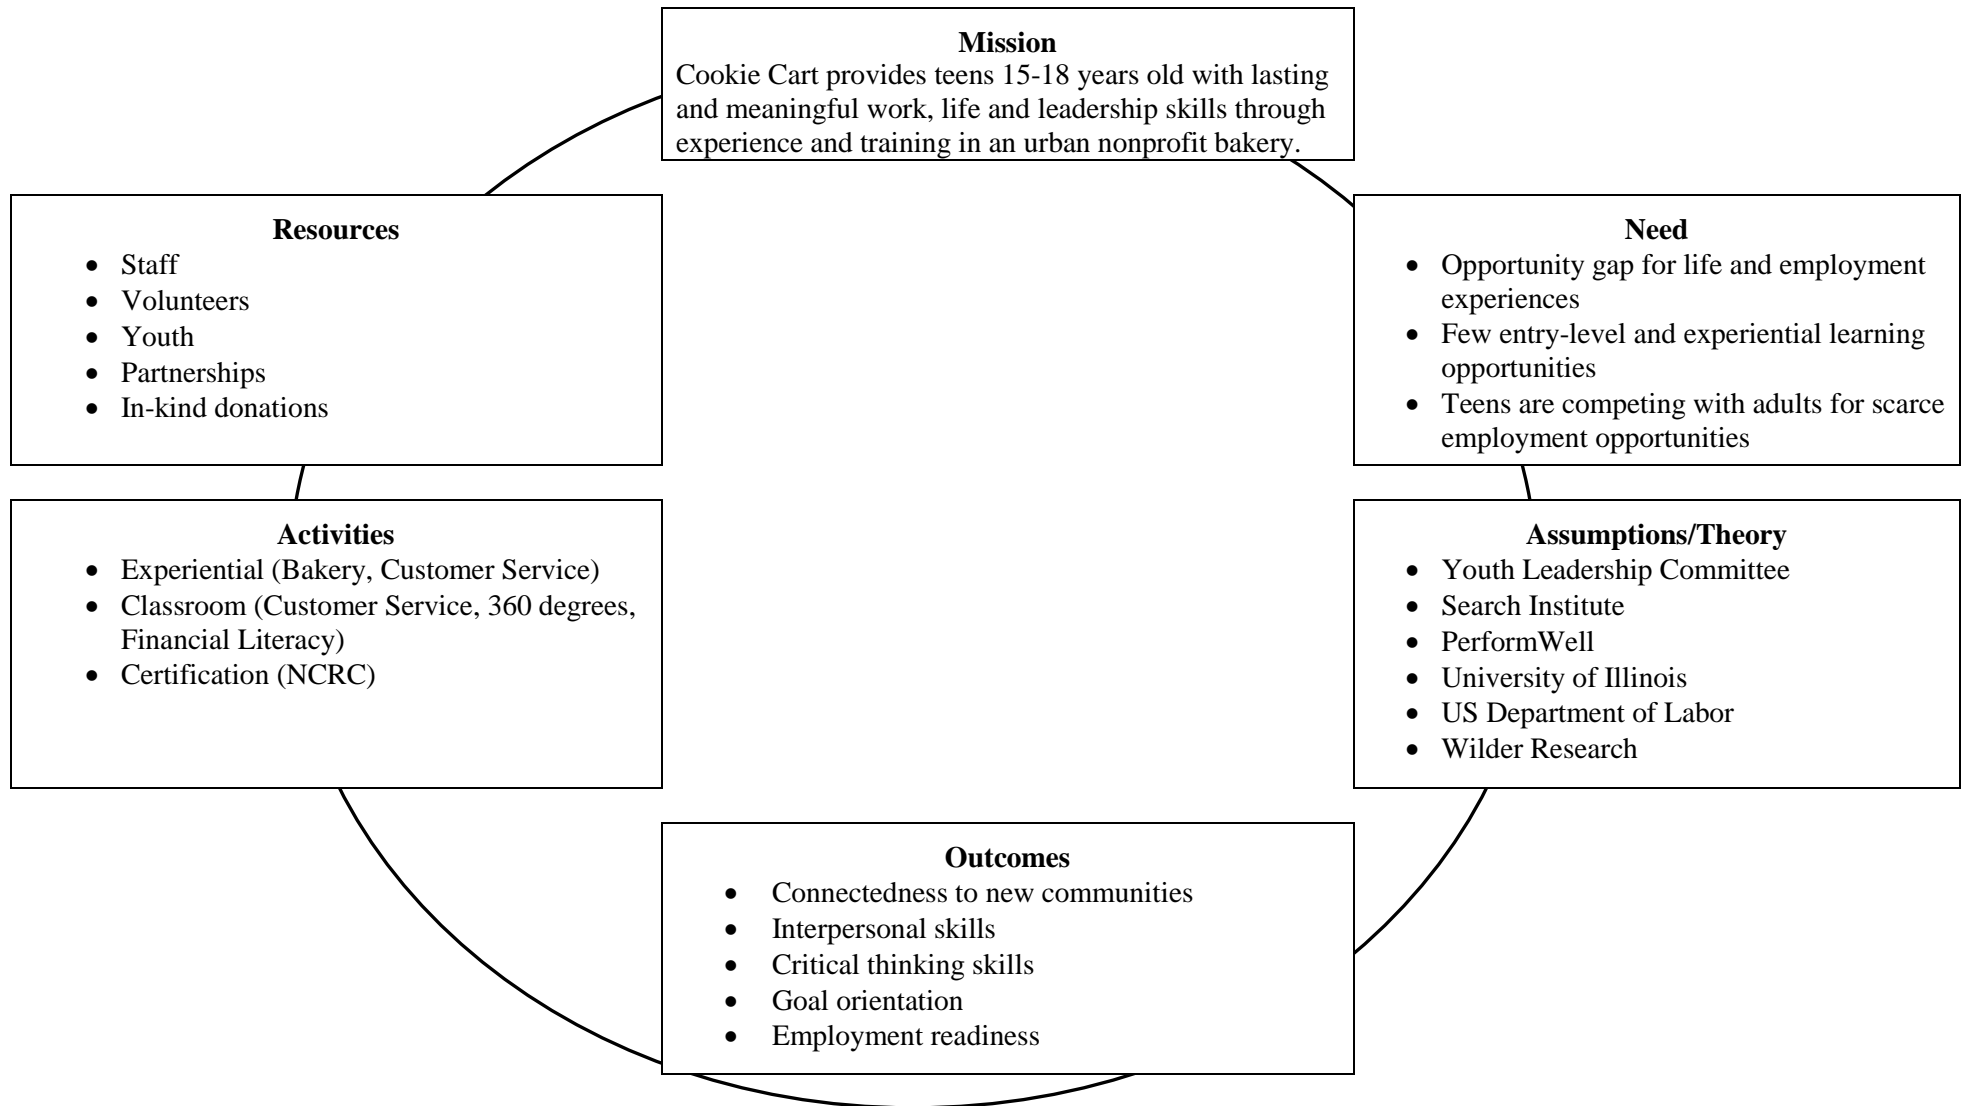 Mission
Cookie Cart provides teens 15-18 years old with lasting
and meaningful work, life and leadership skills through
experience and training in an urban nonprofit bakery.
Resources
• Staff
• Volunteers
• Youth
• Partnerships
• In-kind donations
Need
• Opportunity gap for life and employment
experiences
• Few entry-level and experiential learning
opportunities
• Teens are competing with adults for scarce
employment opportunities
Activities
• Experiential (Bakery, Customer Service)
• Classroom (Customer Service, 360 degrees,
Financial Literacy)
• Certification (NCRC)
Assumptions/Theory
• Youth Leadership Committee
• Search Institute
• PerformWell
• University of Illinois
• US Department of Labor
• Wilder Research
Outcomes
• Connectedness to new communities
• Interpersonal skills
• Critical thinking skills
• Goal orientation
• Employment readiness